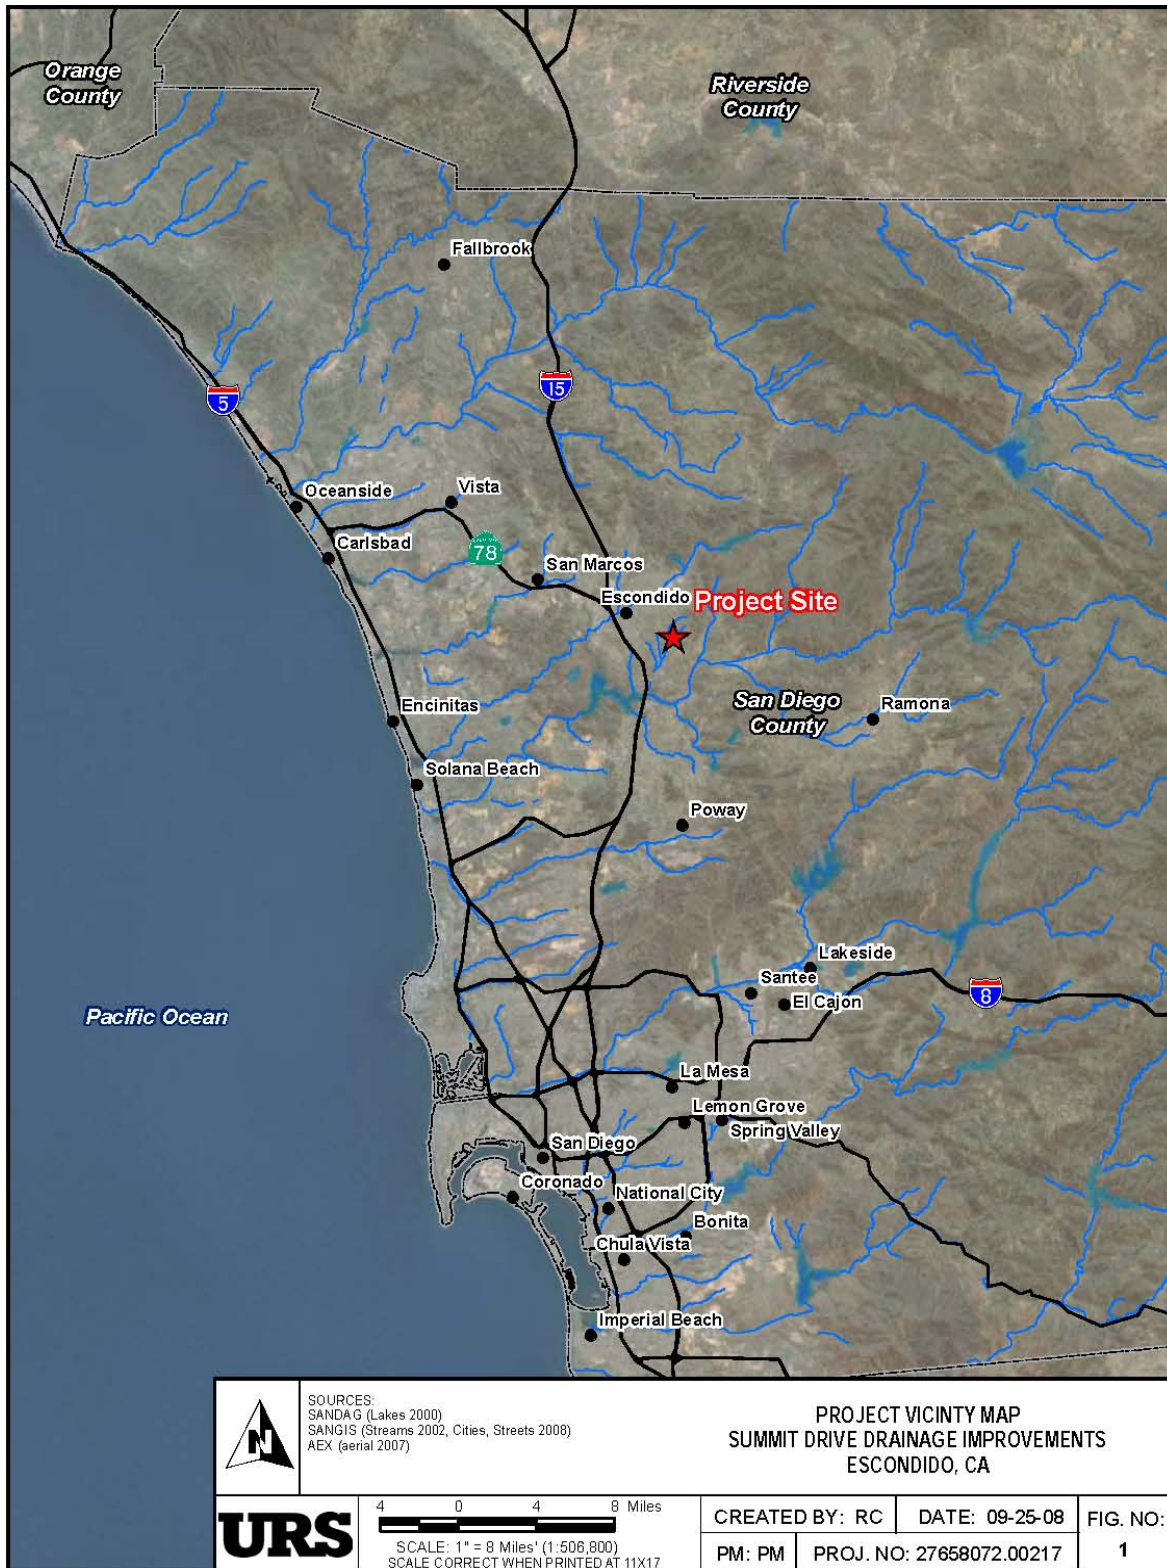 Orange
County
Riverside
County
Fallbrook
15
5
Oceanside
Vista
Carlsbad
78
San Marcos
Escondido
Project Site
San Diego
County
Ramona
Encinitas
Solana Beach
Poway
Lakeside
Santee
El Cajon
8
Pacific Ocean
La Mesa
Lemon Grove
Spring Valley
San Diego
Coronado
National City
Bonita
Chula Vista
Imperial Beach
N
SOURCES:
SANDAG (Lakes 2000)
SANGIS (Streams 2002, Cities, Streets 2008)
AEX (aerial 2007)
PROJECT VICINTY MAP
SUMMIT DRIVE DRAINAGE IMPROVEMENTS
ESCONDIDO, CA
URS
4 0 4 8 Miles
SCALE: 1" = 8 Miles' (1:506,800)
SCALE CORRECT WHEN PRINTED AT 11X17
CREATED BY: RC
DATE: 09-25-08
FIG. NO:
PM: PM
PROJ. NO: 27658072.00217
1